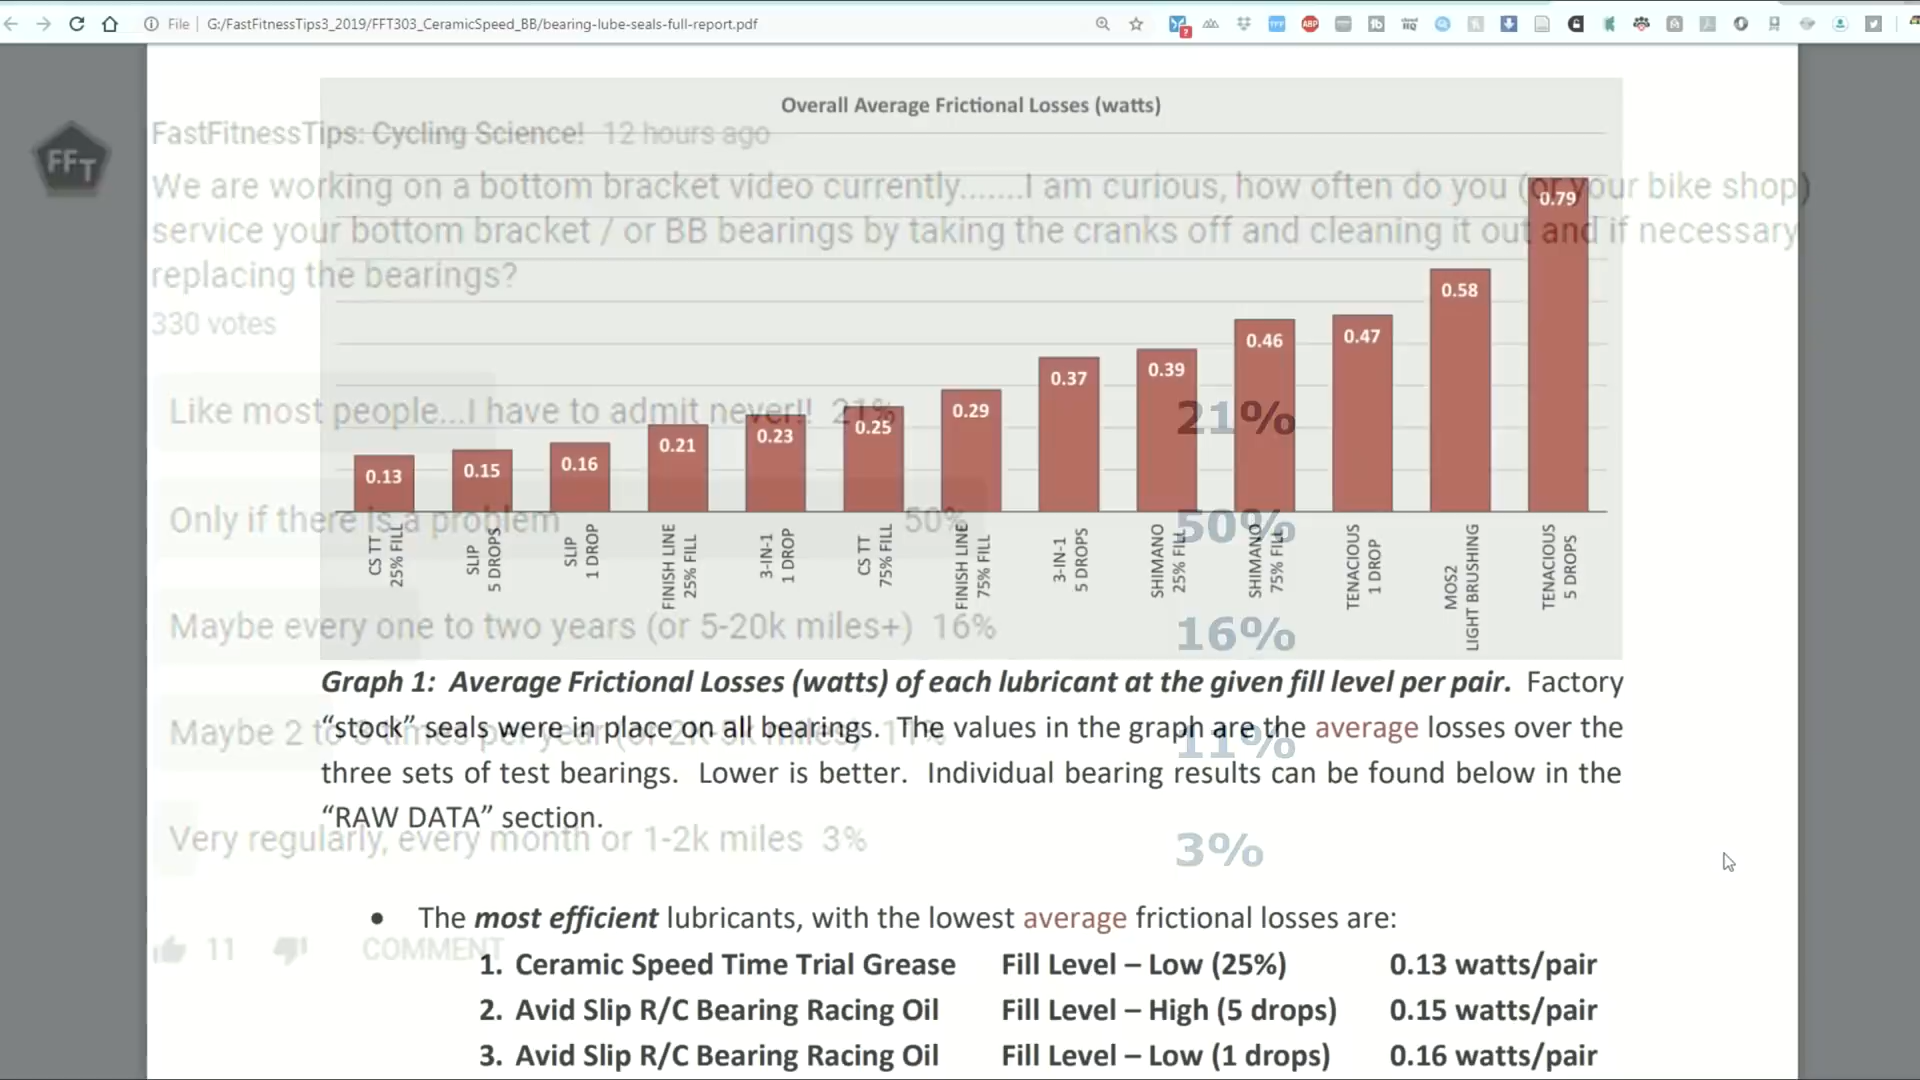 File | G:/FastFitnessTips3_2019/FFT303_CeramicSpeed_BB/bearing-lube-seals-full-report.pdf
Overall Average Frictional Losses (watts)
FFT
FastFitnessTips: Cycling Science! 12 hours ago
We are working on a bottom bracket video currently.......I am curious, how often do you (or your bike shop)
service your bottom bracket / or BB bearings by taking the cranks off and cleaning it out and if necessary
replacing the bearings?
330 votes
0.13
0.15
0.16
0.21
0.23
0.25
0.29
0.37
0.39
0.46
0.47
0.58
0.79
Like most people...I have to admit never!! 21%
21%
Only if there is a problem 50%
50%
CS TT
25% FILL
SLIP
5 DROPS
SLIP
1 DROP
FINISH LINE
25% FILL
3-IN-1
1 DROP
CS TT
75% FILL
FINISH LINE
75% FILL
3-IN-1
5 DROPS
SHIMANO
25% FILL
SHIMANO
75% FILL
TENACIOUS
1 DROP
MOS2
LIGHT BRUSHING
TENACIOUS
5 DROPS
Maybe every one to two years (or 5-20k miles+) 16%
16%
Graph 1: Average Frictional Losses (watts) of each lubricant at the given fill level per pair. Factory
“stock” seals were in place on all bearings. The values in the graph are the average losses over the
three sets of test bearings. Lower is better. Individual bearing results can be found below in the
“RAW DATA” section.
Maybe 2 to times per year (or 2k-5k miles) 11%
11%
Very regularly, every month or 1-2k miles 3%
3%
• The most efficient lubricants, with the lowest average frictional losses are:
11 COMMENT
1. Ceramic Speed Time Trial Grease Fill Level – Low (25%) 0.13 watts/pair
2. Avid Slip R/C Bearing Racing Oil Fill Level – High (5 drops) 0.15 watts/pair
3. Avid Slip R/C Bearing Racing Oil Fill Level – Low (1 drops) 0.16 watts/pair